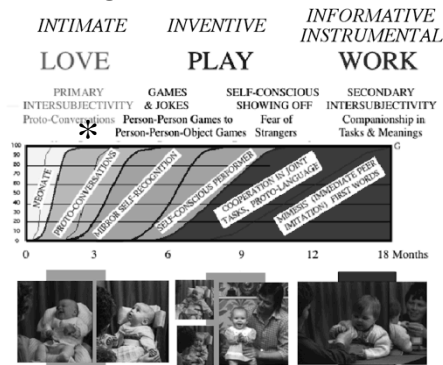 INTIMATE INVENTIVE INFORMATIVE
INSTRUMENTAL
LOVE PLAY WORK
PRIMARY GAMES SELF-CONSCIOUS SECONDARY
INTERSUBJECTIVITY & JOKES SHOWING OFF INTERSUBJECTIVITY
Proto-Conversations Person-Person Games to Fear of Companionship in
* Person-Person-Object Games Strangers Tasks & Meanings
100
90
80
70
60
50
40
30
20
10
0
G
NEONATE
PROTO-CONVERSATIONS
MIRROR SELF-RECOGNITION
SELF-CONSCIOUS PERFORMER
COOPERATION IN JOINT
TASKS, PROTO-LANGUAGE
MIMESIS (IMMEDIATE PEER
IMITATION) FIRST WORDS
0 3 6 9 12 18 Months